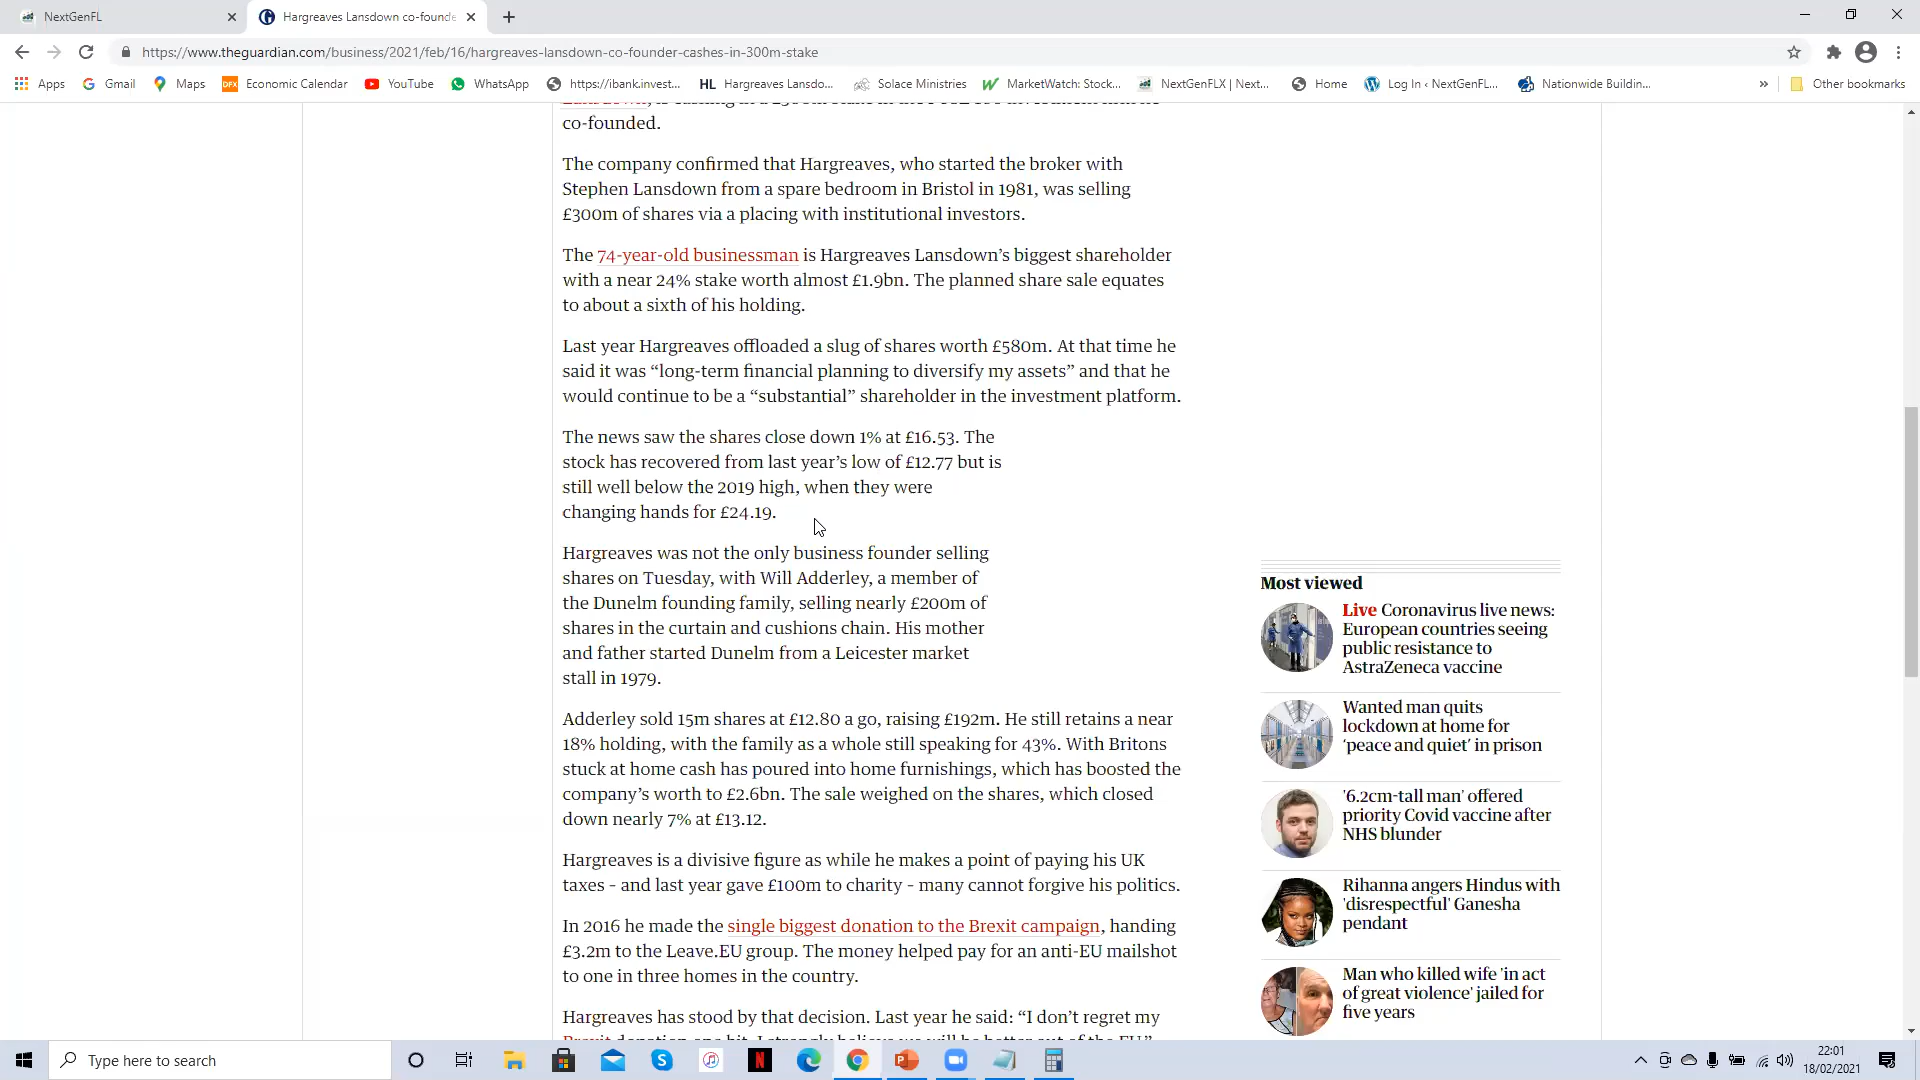 NextGenFL
Hargreaves Lansdown co-founde
https://www.theguardian.com/business/2021/feb/16/hargreaves-lansdown-co-founder-cashes-in-300m-stake
Apps
Gmail
Maps
DFX Economic Calendar
YouTube
WhatsApp
https://ibank.invest...
HL Hargreaves Lansdo...
Solace Ministries
MarketWatch: Stock...
NextGenFLX | Next...
Home
Log In ‹ NextGenFL...
Nationwide Buildin...
»
Other bookmarks
co-founded.
The company confirmed that Hargreaves, who started the broker with
Stephen Lansdown from a spare bedroom in Bristol in 1981, was selling
£300m of shares via a placing with institutional investors.
The 74-year-old businessman is Hargreaves Lansdown’s biggest shareholder
with a near 24% stake worth almost £1.9bn. The planned share sale equates
to about a sixth of his holding.
Last year Hargreaves offloaded a slug of shares worth £580m. At that time he
said it was “long-term financial planning to diversify my assets” and that he
would continue to be a “substantial” shareholder in the investment platform.
The news saw the shares close down 1% at £16.53. The
stock has recovered from last year’s low of £12.77 but is
still well below the 2019 high, when they were
changing hands for £24.19.
Hargreaves was not the only business founder selling
shares on Tuesday, with Will Adderley, a member of
the Dunelm founding family, selling nearly £200m of
shares in the curtain and cushions chain. His mother
and father started Dunelm from a Leicester market
stall in 1979.
Adderley sold 15m shares at £12.80 a go, raising £192m. He still retains a near
18% holding, with the family as a whole still speaking for 43%. With Britons
stuck at home cash has poured into home furnishings, which has boosted the
company’s worth to £2.6bn. The sale weighed on the shares, which closed
down nearly 7% at £13.12.
Hargreaves is a divisive figure as while he makes a point of paying his UK
taxes – and last year gave £100m to charity – many cannot forgive his politics.
In 2016 he made the single biggest donation to the Brexit campaign, handing
£3.2m to the Leave.EU group. The money helped pay for an anti-EU mailshot
to one in three homes in the country.
Hargreaves has stood by that decision. Last year he said: “I don’t regret my
Most viewed
Live Coronavirus live news:
European countries seeing
public resistance to
AstraZeneca vaccine
Wanted man quits
lockdown at home for
‘peace and quiet’ in prison
'6.2cm-tall man' offered
priority Covid vaccine after
NHS blunder
Rihanna angers Hindus with
'disrespectful' Ganesha
pendant
Man who killed wife 'in act
of great violence' jailed for
five years
Type here to search
22:01
18/02/2021